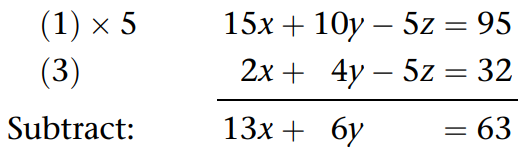 (1) × 5 15x + 10y − 5z = 95
(3) 2x + 4y − 5z = 32
Subtract: 13x + 6y = 63